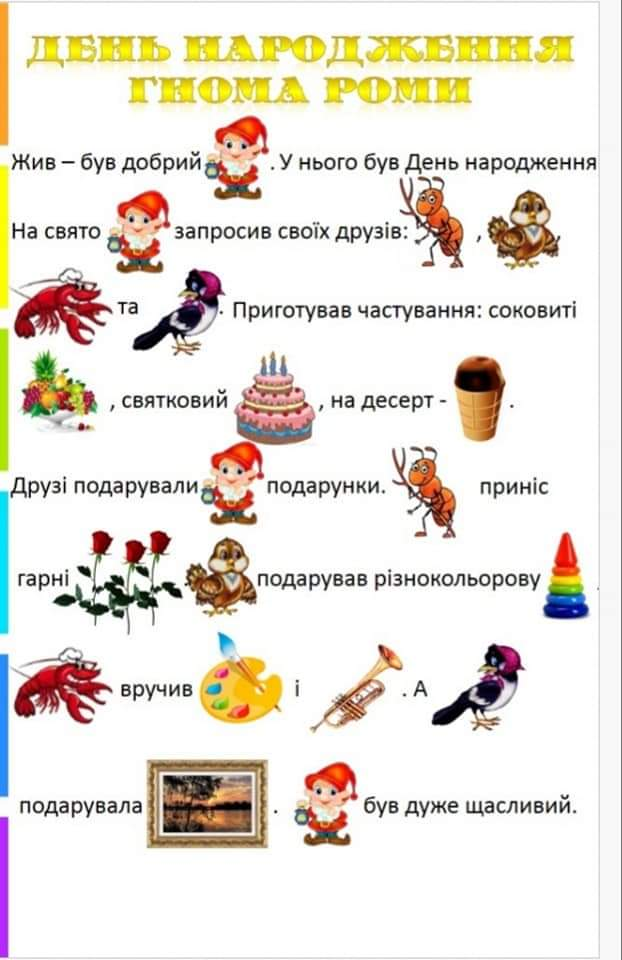 ДЕНЬ НАРОДЖЕННЯ
ГНОМА РОМИ
Жив – був добрий . У нього був День народження
На свято запросив своїх друзів: ,
та . Приготував частування: соковиті
, святковий , на десерт - .
Друзі подарували подарунки. приніс
гарні . подарував різнокольорову .
вручив і . А
подарувала . був дуже щасливий.